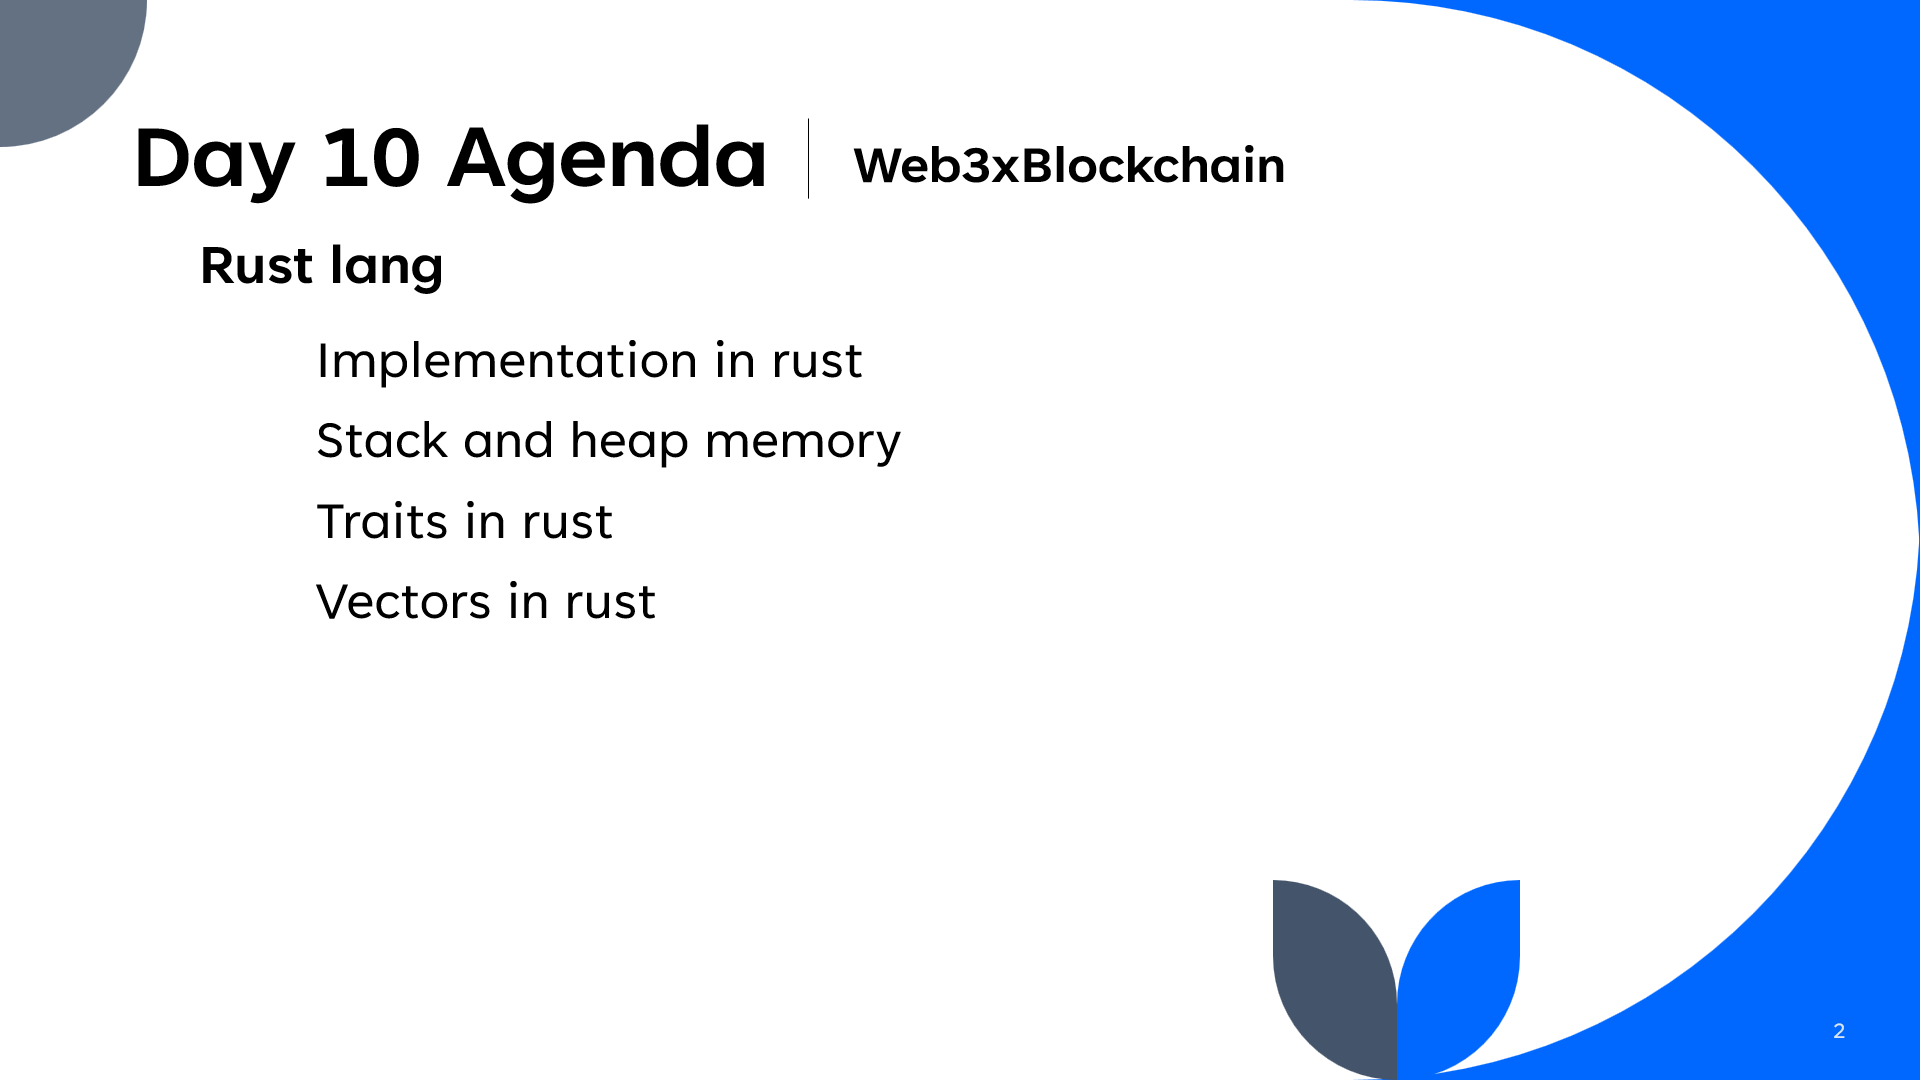 Day 10 Agenda
Web3xBlockchain
Rust lang
Implementation in rust
Stack and heap memory
Traits in rust
Vectors in rust
2